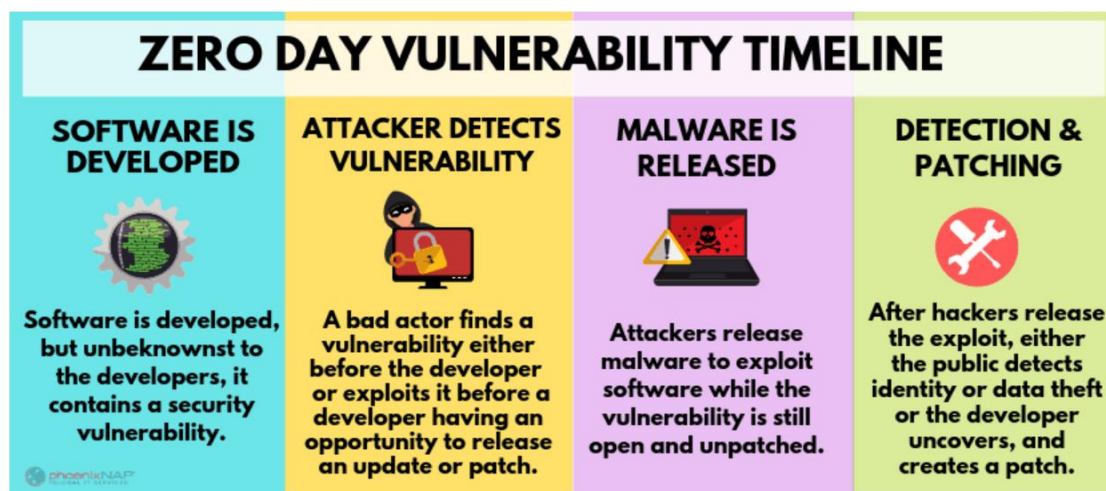 ZERO DAY VULNERABILITY TIMELINE
SOFTWARE IS
DEVELOPED
Software is developed,
but unbeknownst to
the developers, it
contains a security
vulnerability.
phoenixNAP
GLOBAL IT SERVICES
ATTACKER DETECTS
VULNERABILITY
A bad actor finds a
vulnerability either
before the developer
or exploits it before a
developer having an
opportunity to release
an update or patch.
MALWARE IS
RELEASED
Attackers release
malware to exploit
software while the
vulnerability is still
open and unpatched.
DETECTION &
PATCHING
After hackers release
the exploit, either
the public detects
identity or data theft
or the developer
uncovers, and
creates a patch.